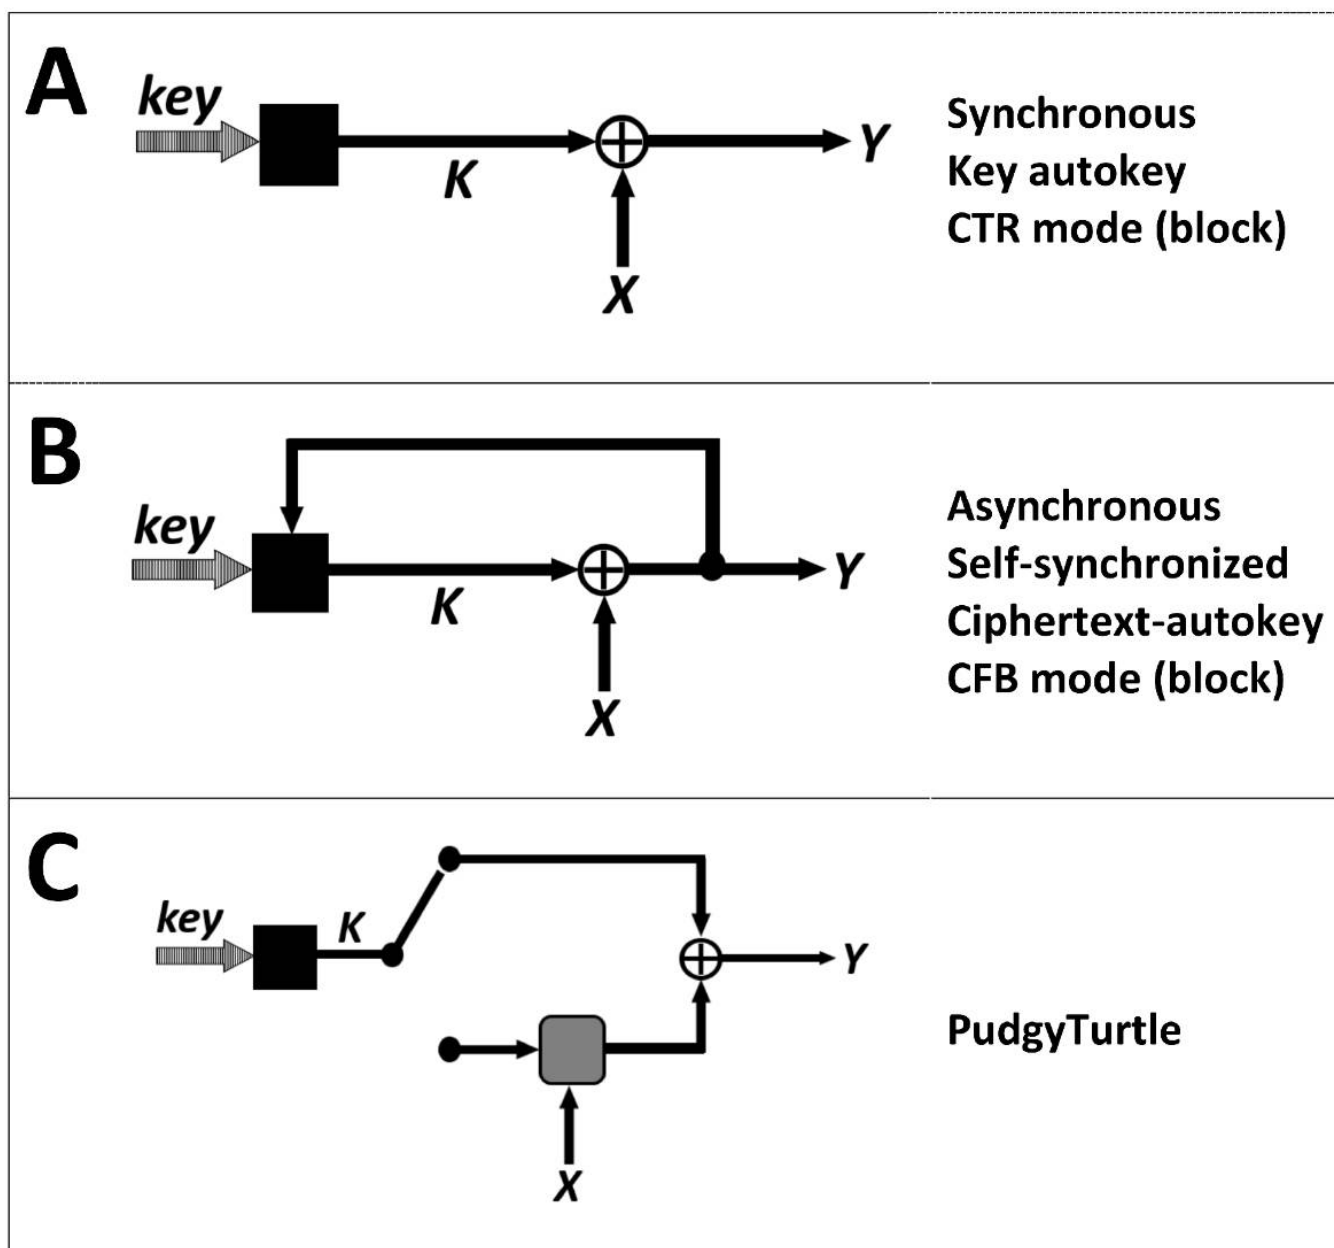 A
key
K
X
Y
Synchronous
Key autokey
CTR mode (block)
B
key
K
X
Y
Asynchronous
Self-synchronized
Ciphertext-autokey
CFB mode (block)
C
key
K
Y
X
PudgyTurtle